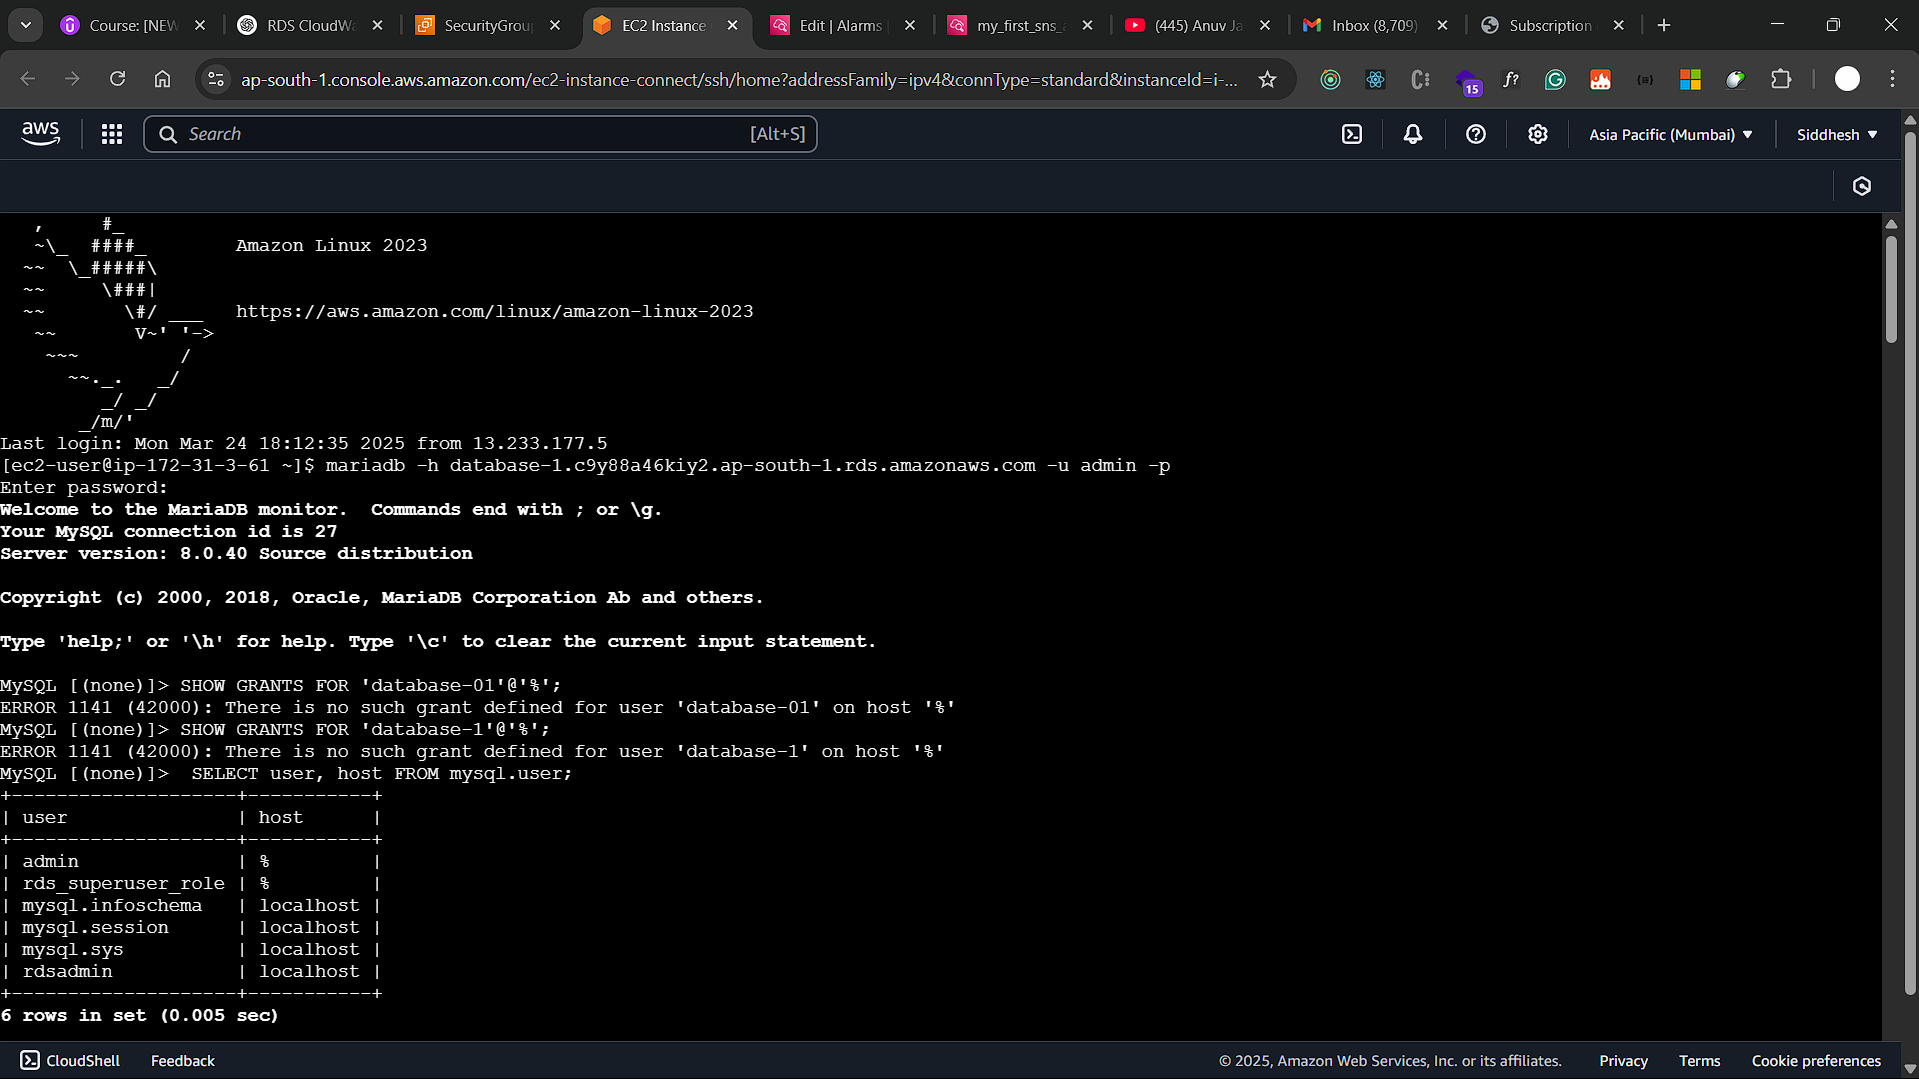 Course: [NEW
RDS CloudWa
SecurityGrou
EC2 Instance
Edit | Alarms
my_first_sns_
(445) Anuv Ja
Inbox (8,709)
Subscription
ap-south-1.console.aws.amazon.com/ec2-instance-connect/ssh/home?addressFamily=ipv4&connType=standard&instanceId=i-...
15
aws
Search
[Alt+S]
Asia Pacific (Mumbai)
Siddhesh
   ,     #_
   ~\_  ####_        Amazon Linux 2023
  ~~  \_#####\
  ~~     \###|
  ~~       \#/ ___   https://aws.amazon.com/linux/amazon-linux-2023
   ~~       V~' '->
    ~~~         /
      ~~._.   _/
         _/ _/
       _/m/'
Last login: Mon Mar 24 18:12:35 2025 from 13.233.177.5
[ec2-user@ip-172-31-3-61 ~]$ mariadb -h database-1.c9y88a46kiy2.ap-south-1.rds.amazonaws.com -u admin -p
Enter password:
Welcome to the MariaDB monitor.  Commands end with ; or \g.
Your MySQL connection id is 27
Server version: 8.0.40 Source distribution
Copyright (c) 2000, 2018, Oracle, MariaDB Corporation Ab and others.
Type 'help;' or '\h' for help. Type '\c' to clear the current input statement.
MySQL [(none)]> SHOW GRANTS FOR 'database-01'@'%';
ERROR 1141 (42000): There is no such grant defined for user 'database-01' on host '%'
MySQL [(none)]> SHOW GRANTS FOR 'database-1'@'%';
ERROR 1141 (42000): There is no such grant defined for user 'database-1' on host '%'
MySQL [(none)]>  SELECT user, host FROM mysql.user;
+--------------------+-----------+
| user               | host      |
+--------------------+-----------+
| admin              | %         |
| rds_superuser_role | %         |
| mysql.infoschema   | localhost |
| mysql.session      | localhost |
| mysql.sys          | localhost |
| rdsadmin           | localhost |
+--------------------+-----------+
6 rows in set (0.005 sec)
CloudShell
Feedback
© 2025, Amazon Web Services, Inc. or its affiliates.
Privacy
Terms
Cookie preferences